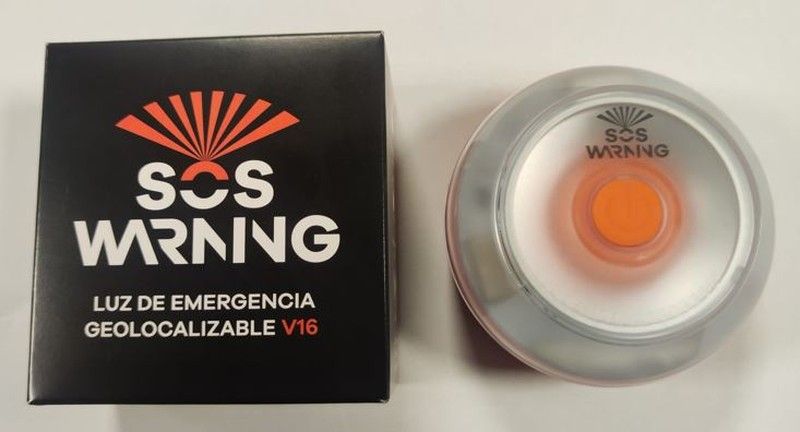 SOS
WARNING
LUZ DE EMERGENCIA
GEOLOCALIZABLE V16
SOS
WARNING